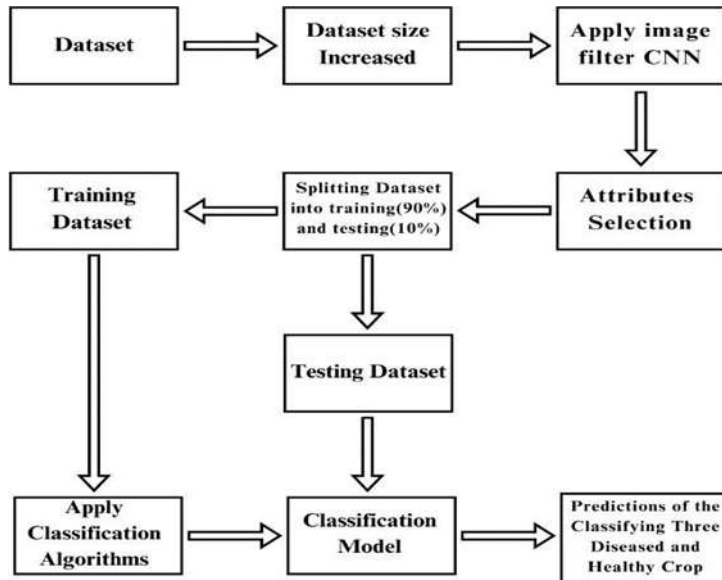 Dataset
Dataset size
Increased
Apply image
filter CNN
Training
Dataset
Splitting Dataset
into training(90%)
and testing(10%)
Attributes
Selection
Testing Dataset
Apply
Classification
Algorithms
Classification
Model
Predictions of the
Classifying Three
Diseased and
Healthy Crop